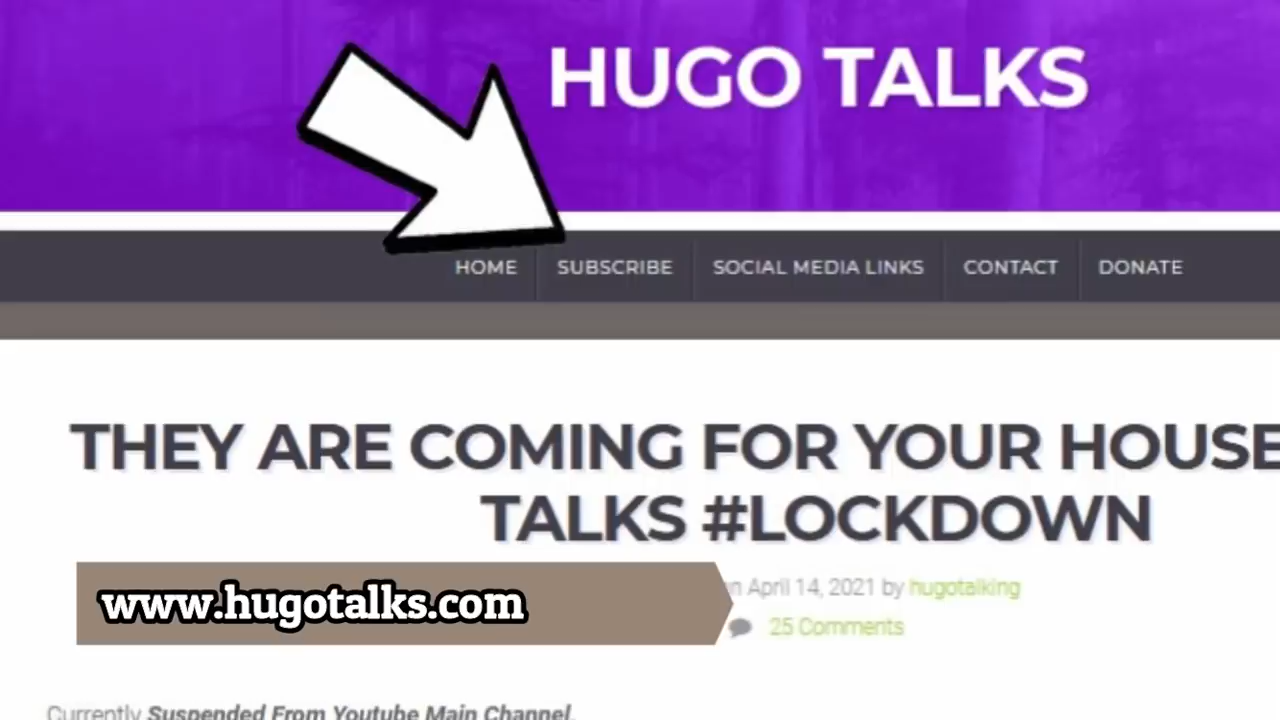 HUGO TALKS
HOME SUBSCRIBE SOCIAL MEDIA LINKS CONTACT DONATE
THEY ARE COMING FOR YOUR HOUSE
TALKS #LOCKDOWN
on April 14, 2021 by hugotalking
www.hugotalks.com
25 Comments
Currently Suspended From Youtube Main Channel.